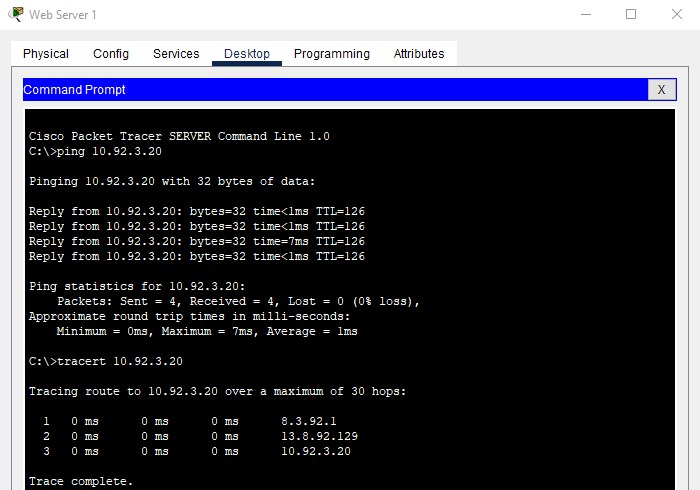 Web Server 1
Physical Config Services Desktop Programming Attributes
Command Prompt X
Cisco Packet Tracer SERVER Command Line 1.0
C:\>ping 10.92.3.20
Pinging 10.92.3.20 with 32 bytes of data:
Reply from 10.92.3.20: bytes=32 time<1ms TTL=126
Reply from 10.92.3.20: bytes=32 time<1ms TTL=126
Reply from 10.92.3.20: bytes=32 time=7ms TTL=126
Reply from 10.92.3.20: bytes=32 time<1ms TTL=126
Ping statistics for 10.92.3.20:
    Packets: Sent = 4, Received = 4, Lost = 0 (0% loss),
Approximate round trip times in milli-seconds:
    Minimum = 0ms, Maximum = 7ms, Average = 1ms
C:\>tracert 10.92.3.20
Tracing route to 10.92.3.20 over a maximum of 30 hops:
  1   0 ms      0 ms      0 ms      8.3.92.1
  2   0 ms      0 ms      0 ms      13.8.92.129
  3   0 ms      0 ms      0 ms      10.92.3.20
Trace complete.